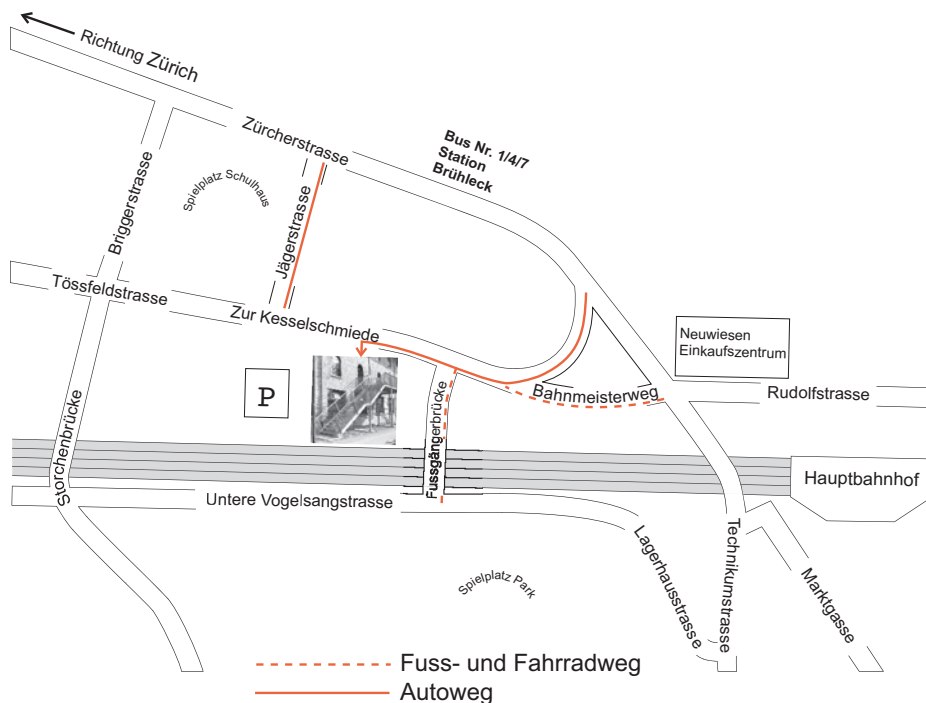 Richtung Zürich
Zürcherstrasse
Bus Nr. 1/4/7
Station
Brühleck
Briggerstrasse
Spielplatz Schulhaus
Jägerstrasse
Tössfeldstrasse
Zur Kesselschmiede
Neuwiesen
Einkaufszentrum
P
Bahnmeisterweg
Rudolfstrasse
Fussgängerbrücke
Storchenbrücke
Hauptbahnhof
Untere Vogelsangstrasse
Lagerhausstrasse
Technikumstrasse
Marktgasse
Spielplatz Park
Fuss- und Fahrradweg
Autoweg